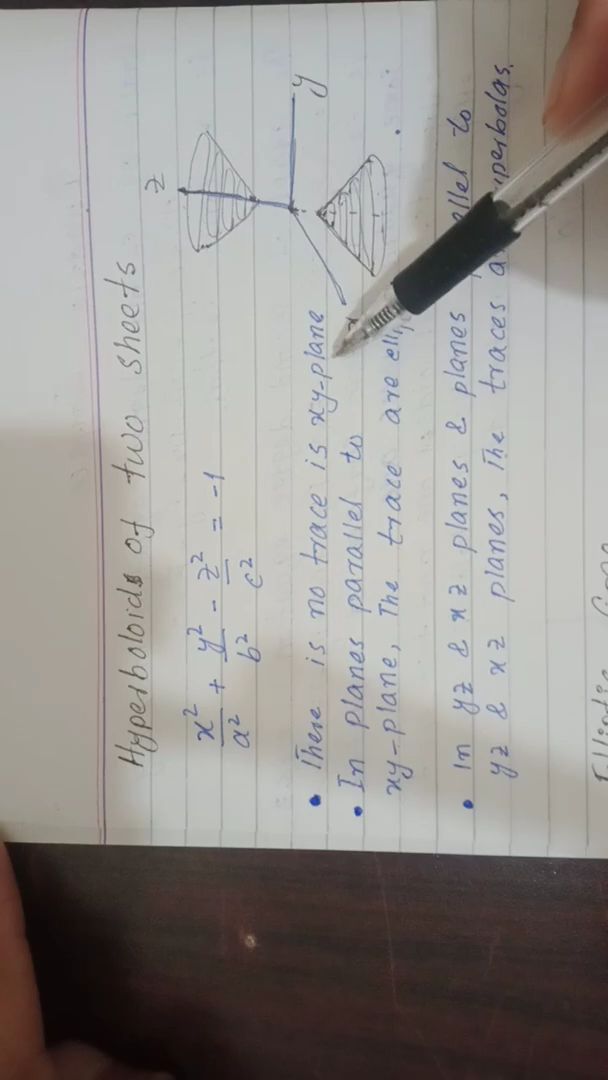 Hyperboloids of two sheets
x²/a² + y²/b² - z²/c² = -1
z
y
• There is no trace is xy-plane
• In planes parallel to
xy-plane, The trace are
• In yz & xz planes & planes to
yz & xz planes, The traces